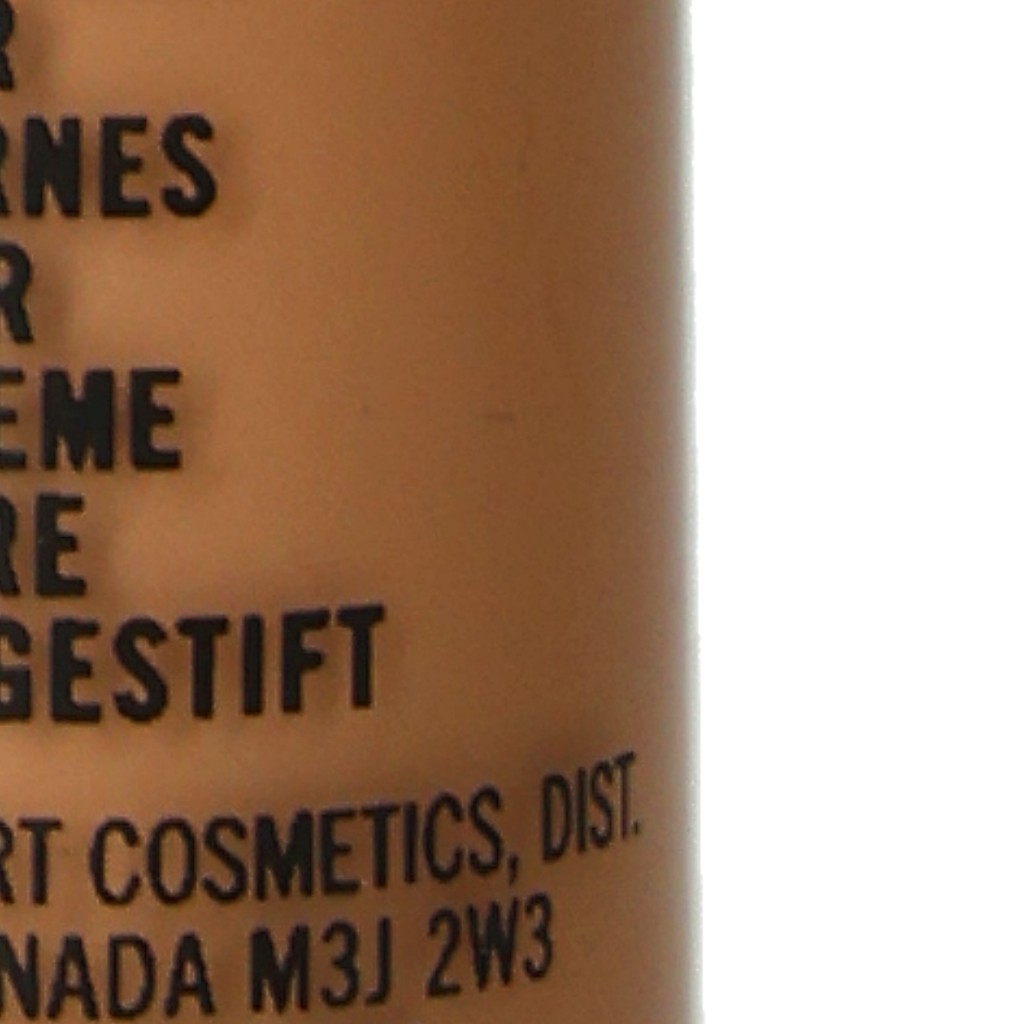 R
RNES
R
EME
RE
GESTIFT
RT COSMETICS, DIST.
NADA M3J 2W3